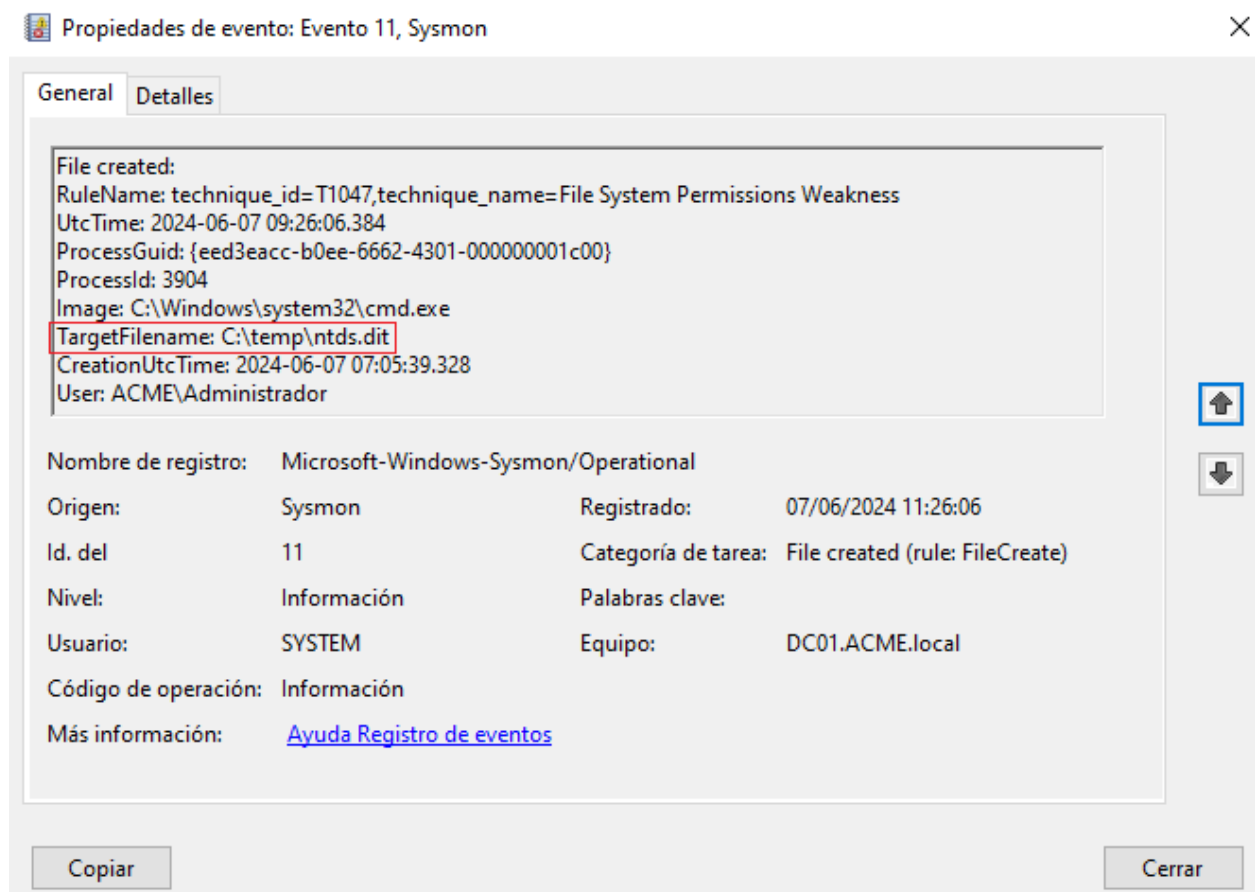 Propiedades de evento: Evento 11, Sysmon
General Detalles
File created:
RuleName: technique_id=T1047,technique_name=File System Permissions Weakness
UtcTime: 2024-06-07 09:26:06.384
ProcessGuid: {eed3eacc-b0ee-6662-4301-000000001c00}
ProcessId: 3904
Image: C:\Windows\system32\cmd.exe
TargetFilename: C:\temp\ntds.dit
CreationUtcTime: 2024-06-07 07:05:39.328
User: ACME\Administrador
Nombre de registro: Microsoft-Windows-Sysmon/Operational
Origen: Sysmon Registrado: 07/06/2024 11:26:06
Id. del 11 Categoría de tarea: File created (rule: FileCreate)
Nivel: Información Palabras clave:
Usuario: SYSTEM Equipo: DC01.ACME.local
Código de operación: Información
Más información: Ayuda Registro de eventos
Copiar Cerrar